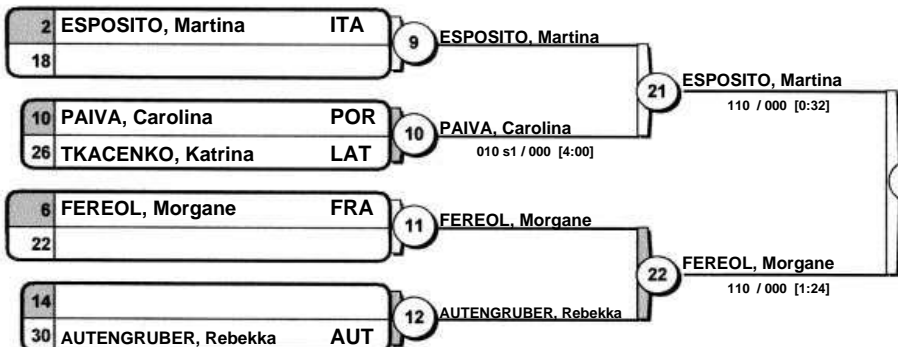 2 ESPOSITO, Martina ITA
18
9 ESPOSITO, Martina
10 PAIVA, Carolina POR
26 TKACENKO, Katrina LAT
10 PAIVA, Carolina
010 s1 / 000 [4:00]
21 ESPOSITO, Martina
110 / 000 [0:32]
6 FEREOL, Morgane FRA
22
11 FEREOL, Morgane
14
30 AUTENGRUBER, Rebekka AUT
12 AUTENGRUBER, Rebekka
22 FEREOL, Morgane
110 / 000 [1:24]